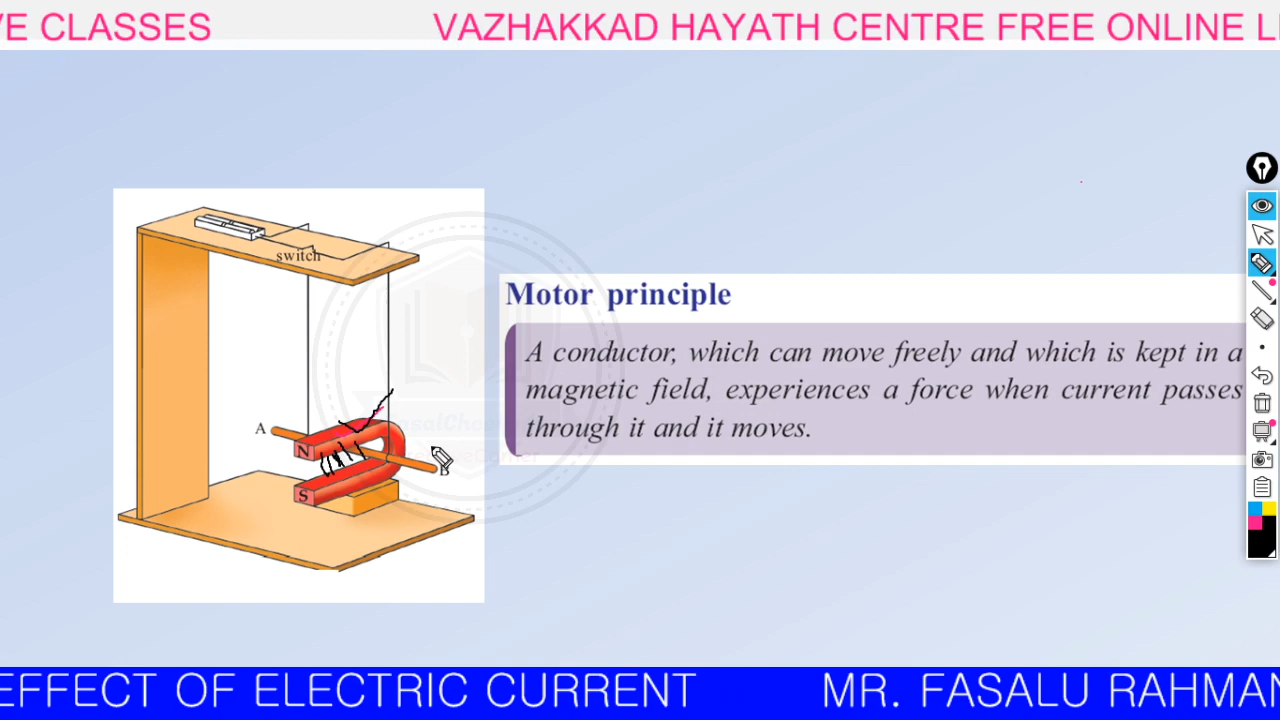 VE CLASSES VAZHAKKAD HAYATH CENTRE FREE ONLINE LI
switch
A
N
S
B
Motor principle
A conductor, which can move freely and which is kept in a
magnetic field, experiences a force when current passes
through it and it moves.
EFFECT OF ELECTRIC CURRENT MR. FASALU RAHMAN